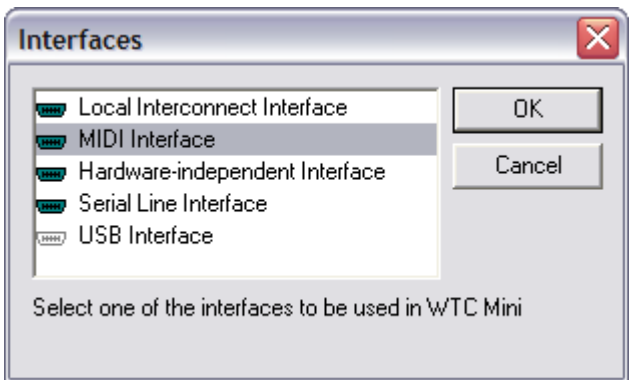 Interfaces
Local Interconnect Interface
MIDI Interface
Hardware-independent Interface
Serial Line Interface
USB Interface
OK
Cancel
Select one of the interfaces to be used in WTC Mini